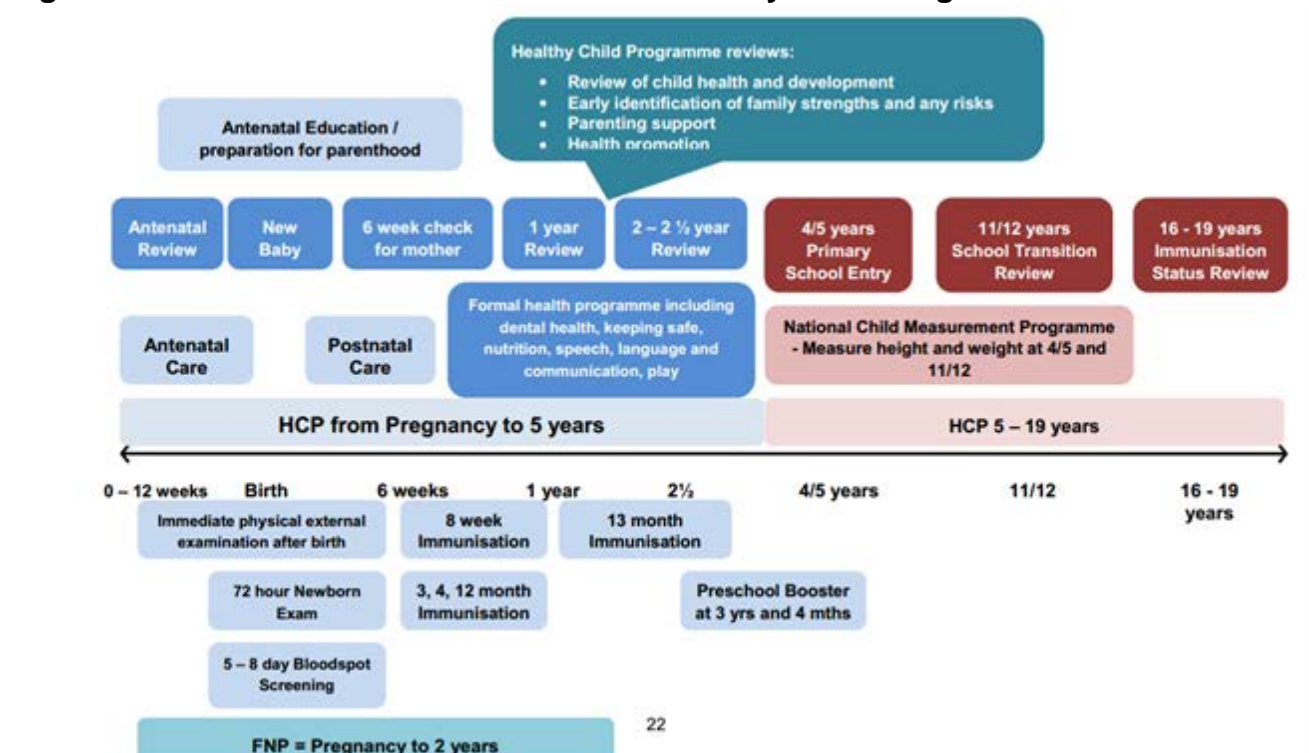 Healthy Child Programme reviews:
• Review of child health and development
• Early identification of family strengths and any risks
• Parenting support
• Health promotion
Antenatal Education /
preparation for parenthood
Antenatal
Review
New
Baby
6 week check
for mother
1 year
Review
2 – 2 ½ year
Review
4/5 years
Primary
School Entry
11/12 years
School Transition
Review
16 - 19 years
Immunisation
Status Review
Antenatal
Care
Postnatal
Care
Formal health programme including
dental health, keeping safe,
nutrition, speech, language and
communication, play
National Child Measurement Programme
- Measure height and weight at 4/5 and
11/12
HCP from Pregnancy to 5 years
HCP 5 – 19 years
0 – 12 weeks
Birth
6 weeks
1 year
2½
4/5 years
11/12
16 - 19
years
Immediate physical external
examination after birth
8 week
Immunisation
13 month
Immunisation
72 hour Newborn
Exam
3, 4, 12 month
Immunisation
Preschool Booster
at 3 yrs and 4 mths
5 – 8 day Bloodspot
Screening
22
FNP = Pregnancy to 2 years